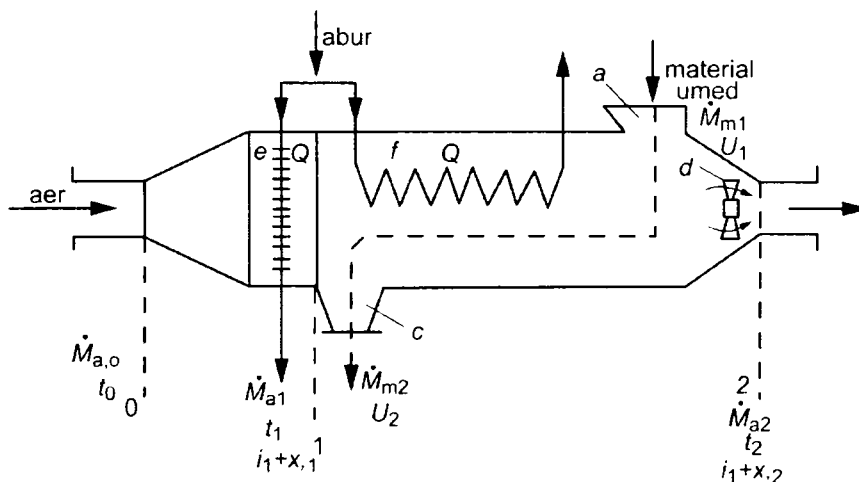 abur
a
material
umed
Ṁm1
U1
e Q
f Q
d
aer
c
Ṁa,o
t0
0
Ṁa1
t1
i1+x,1
1
Ṁm2
U2
2
Ṁa2
t2
i1+x,2